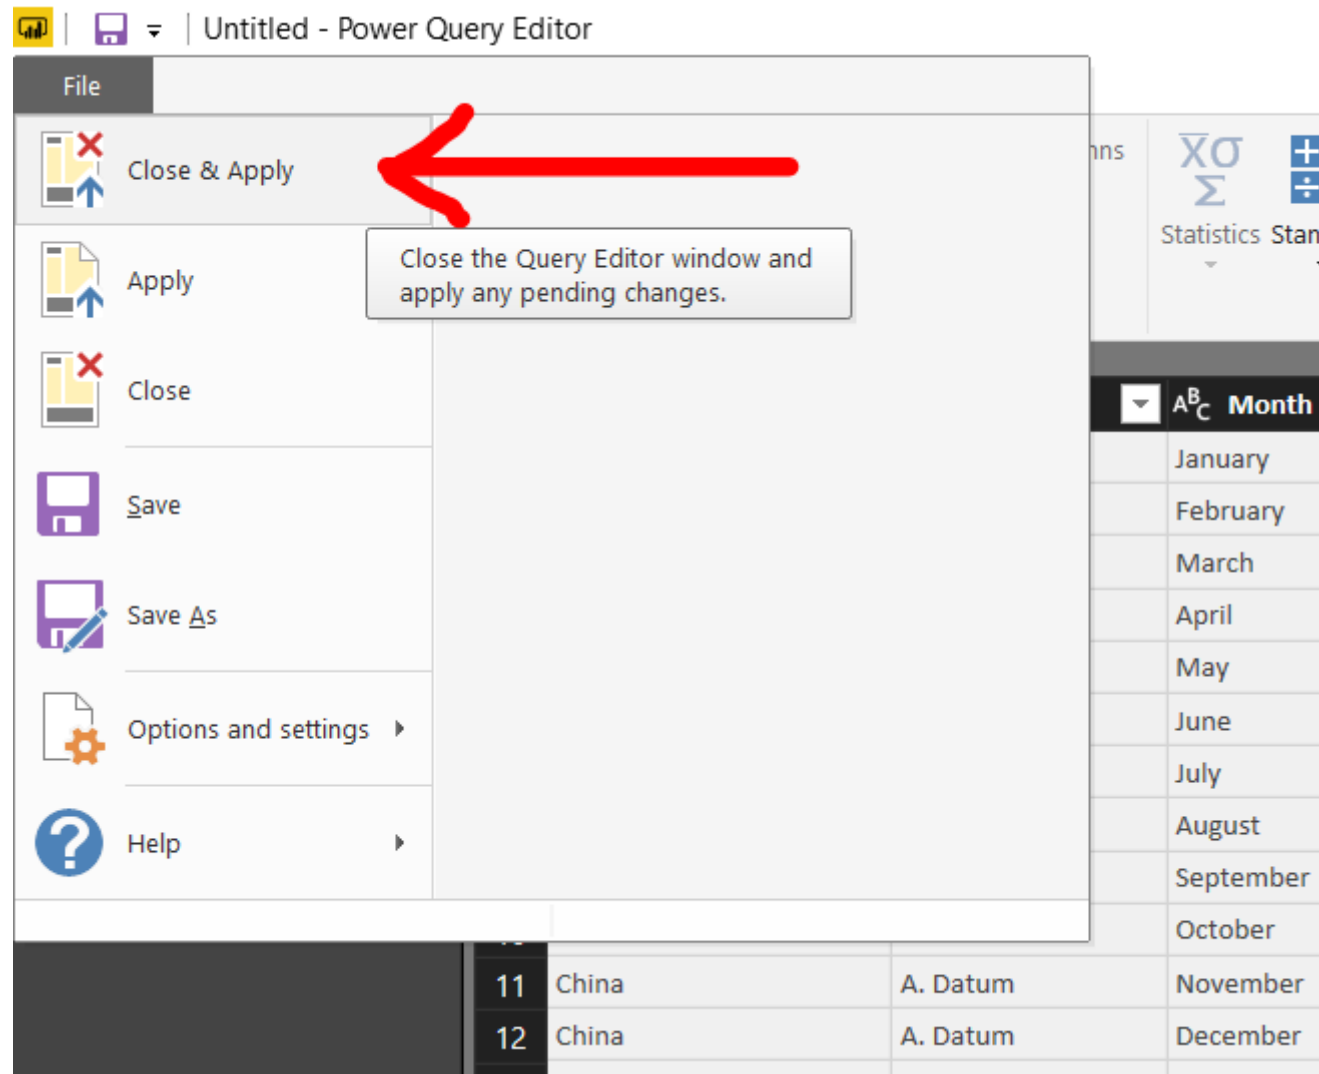 Untitled - Power Query Editor
File
Close & Apply
Close the Query Editor window and
apply any pending changes.
Apply
Close
Save
Save As
Options and settings
Help
Statistics
ABC Month
January
February
March
April
May
June
July
August
September
October
11 China A. Datum November
12 China A. Datum December